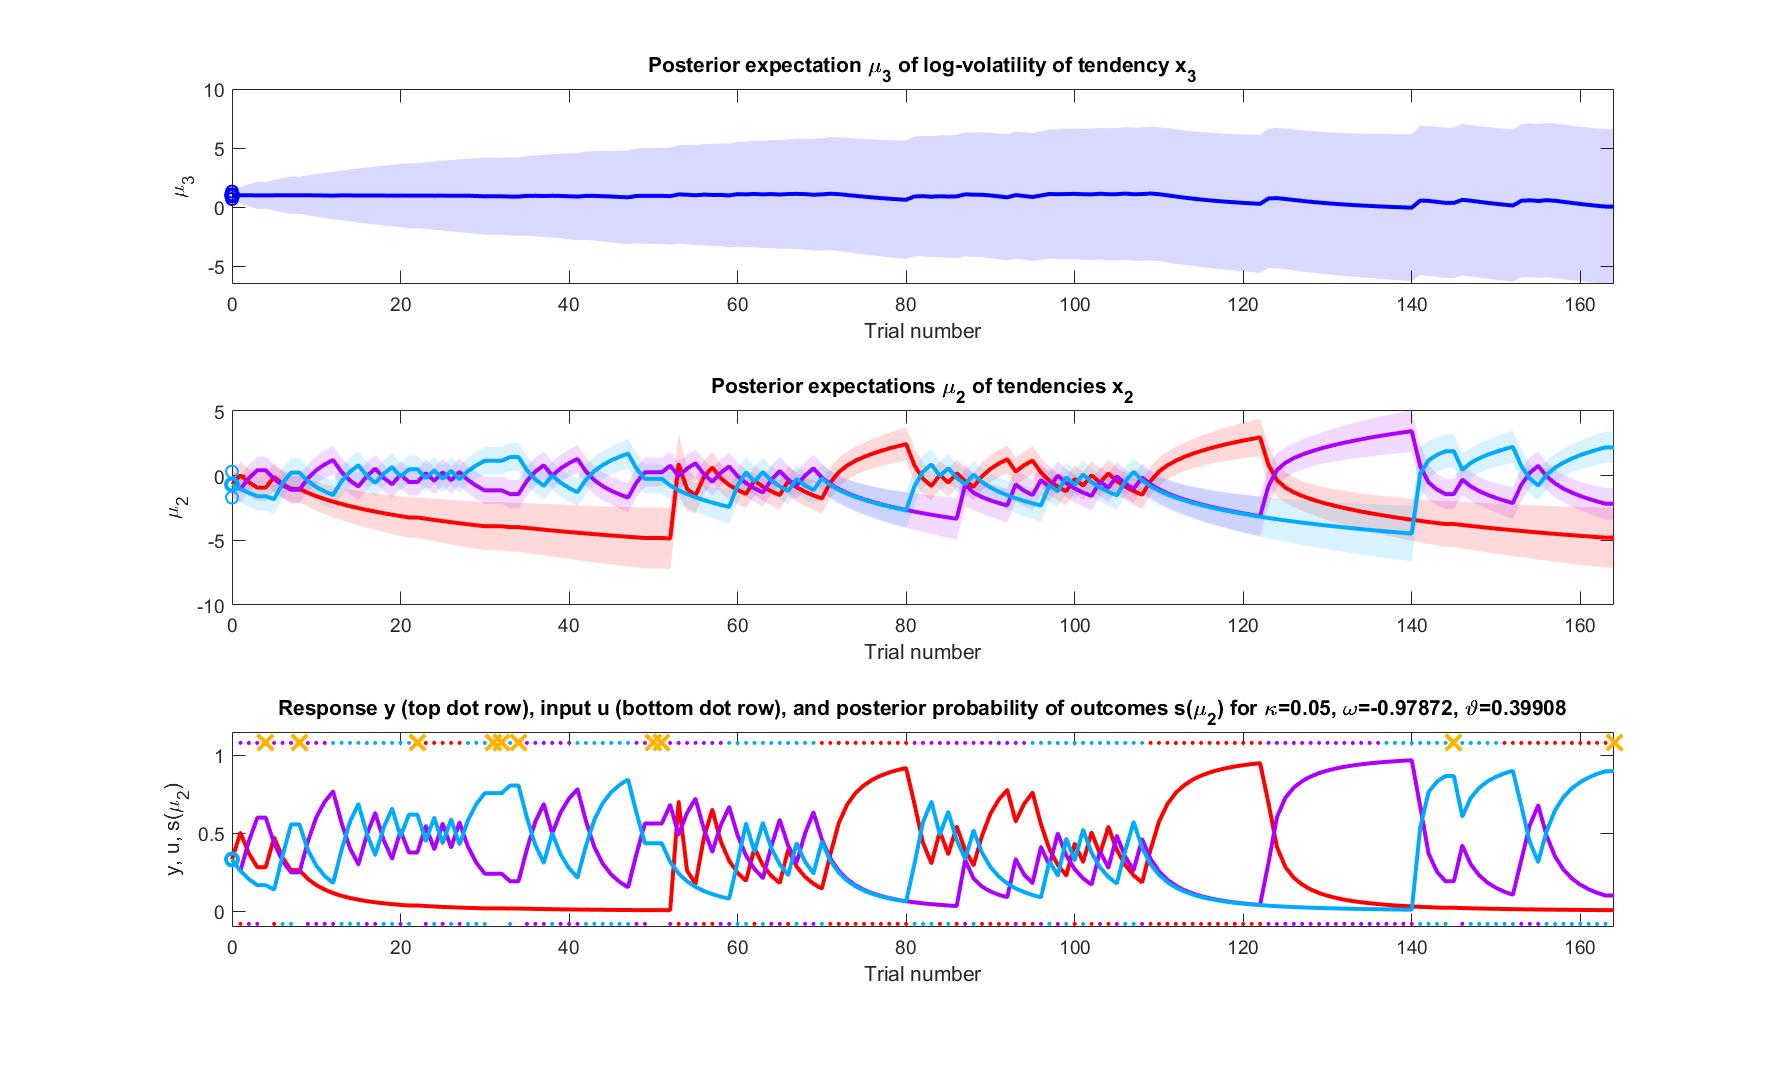 Posterior expectation μ3 of log-volatility of tendency x3
10
5
0
-5
μ3
0 20 40 60 80 100 120 140 160
Trial number
Posterior expectations μ2 of tendencies x2
5
0
-5
-10
μ2
0 20 40 60 80 100 120 140 160
Trial number
Response y (top dot row), input u (bottom dot row), and posterior probability of outcomes s(μ2) for κ=0.05, ω=-0.97872, ϑ=0.39908
1
0.5
0
y, u, s(μ2)
0 20 40 60 80 100 120 140 160
Trial number